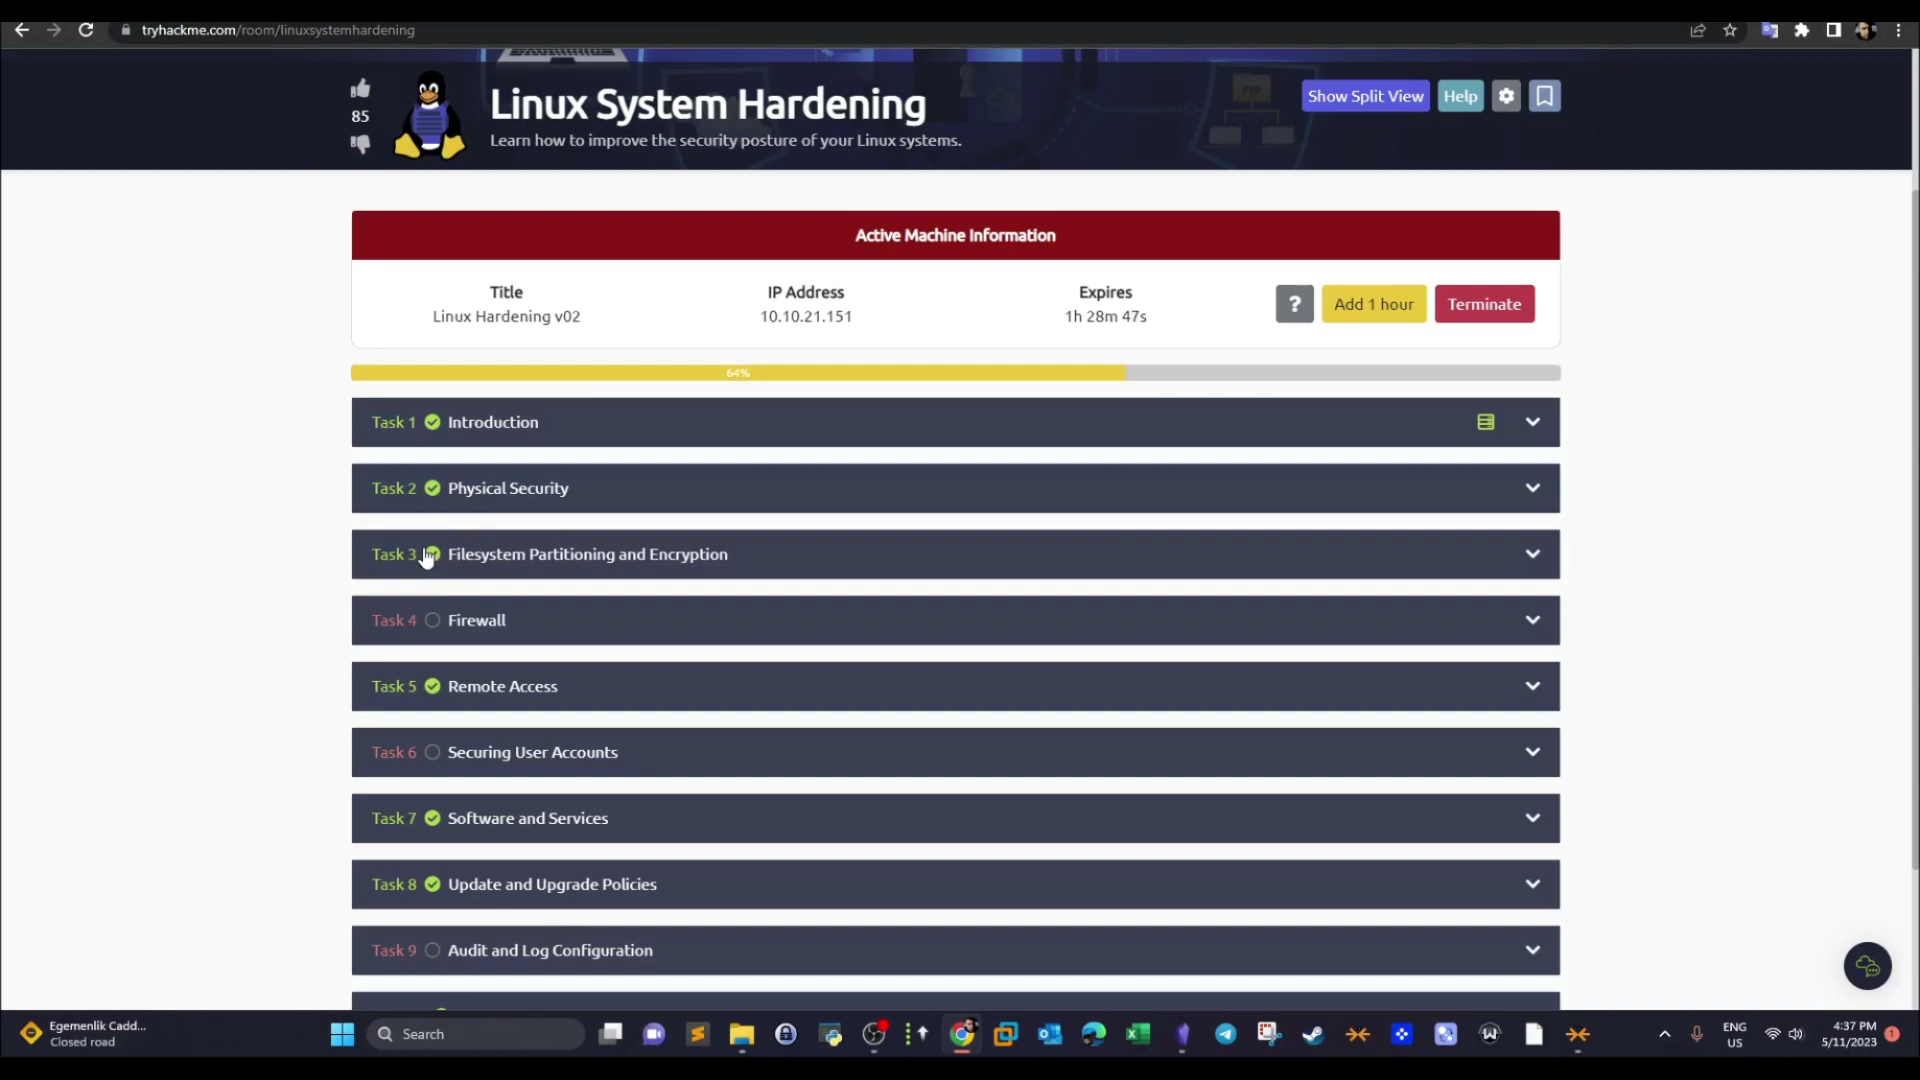 tryhackme.com/room/linuxsystemhardening
85
Linux System Hardening
Learn how to improve the security posture of your Linux systems.
FTP
Show Split View
Help
Active Machine Information
Title
Linux Hardening v02
IP Address
10.10.21.151
Expires
1h 28m 47s
?
Add 1 hour
Terminate
64%
Task 1 Introduction
Task 2 Physical Security
Task 3 Filesystem Partitioning and Encryption
Task 4 Firewall
Task 5 Remote Access
Task 6 Securing User Accounts
Task 7 Software and Services
Task 8 Update and Upgrade Policies
Task 9 Audit and Log Configuration
Egemenlik Cadd...
Closed road
Search
ENG
US
4:37 PM
5/11/2023
1